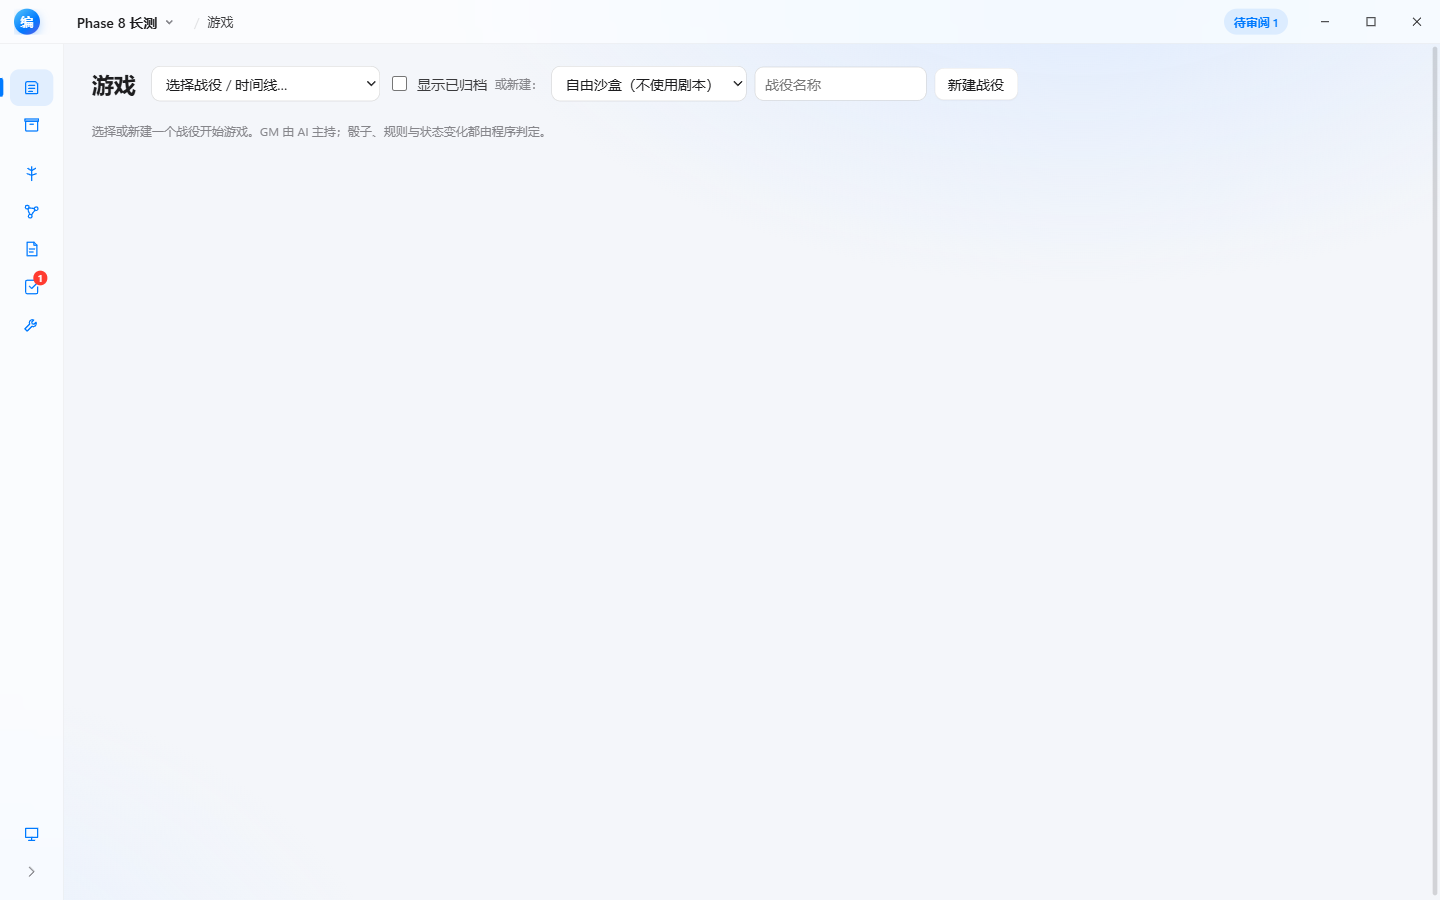 编 Phase 8 长测 / 游戏 待审阅 1
游戏 选择战役 / 时间线... 显示已归档 或新建： 自由沙盒（不使用剧本） 战役名称 新建战役
选择或新建一个战役开始游戏。GM 由 AI 主持；骰子、规则与状态变化都由程序判定。
1